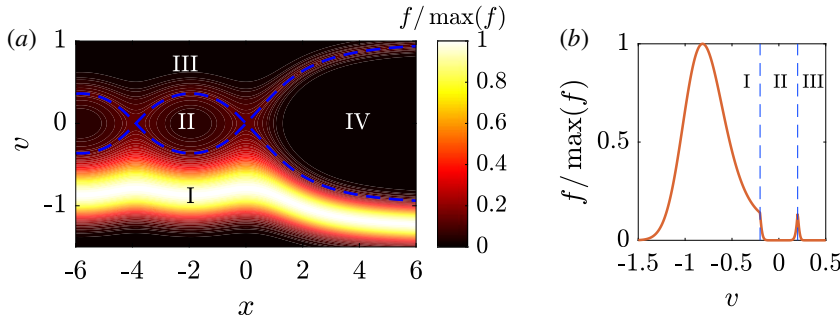 (a)
f / max(f)
(b)
1
0
-1
v
III
II
I
IV
-6 -4 -2 0 2 4 6
x
1
0.8
0.6
0.4
0.2
0
1
0.5
0
f / max(f)
I II III
-1.5 -1 -0.5 0 0.5
v